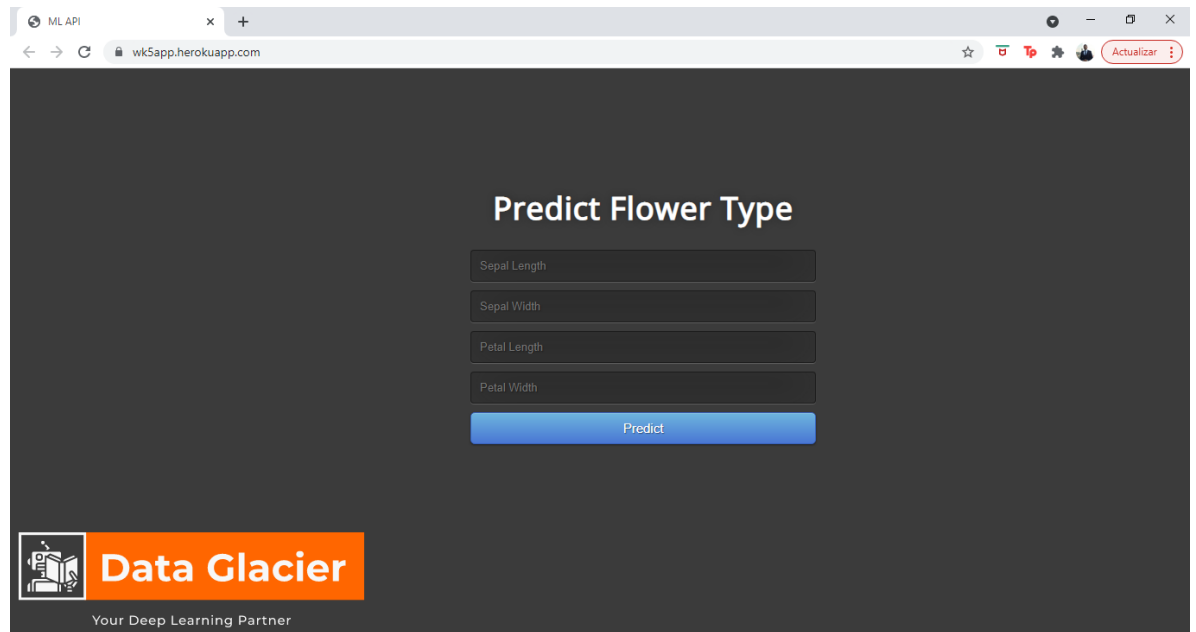 ML API
wk5app.herokuapp.com
Actualizar
Predict Flower Type
Sepal Length
Sepal Width
Petal Length
Petal Width
Predict
Data Glacier
Your Deep Learning Partner